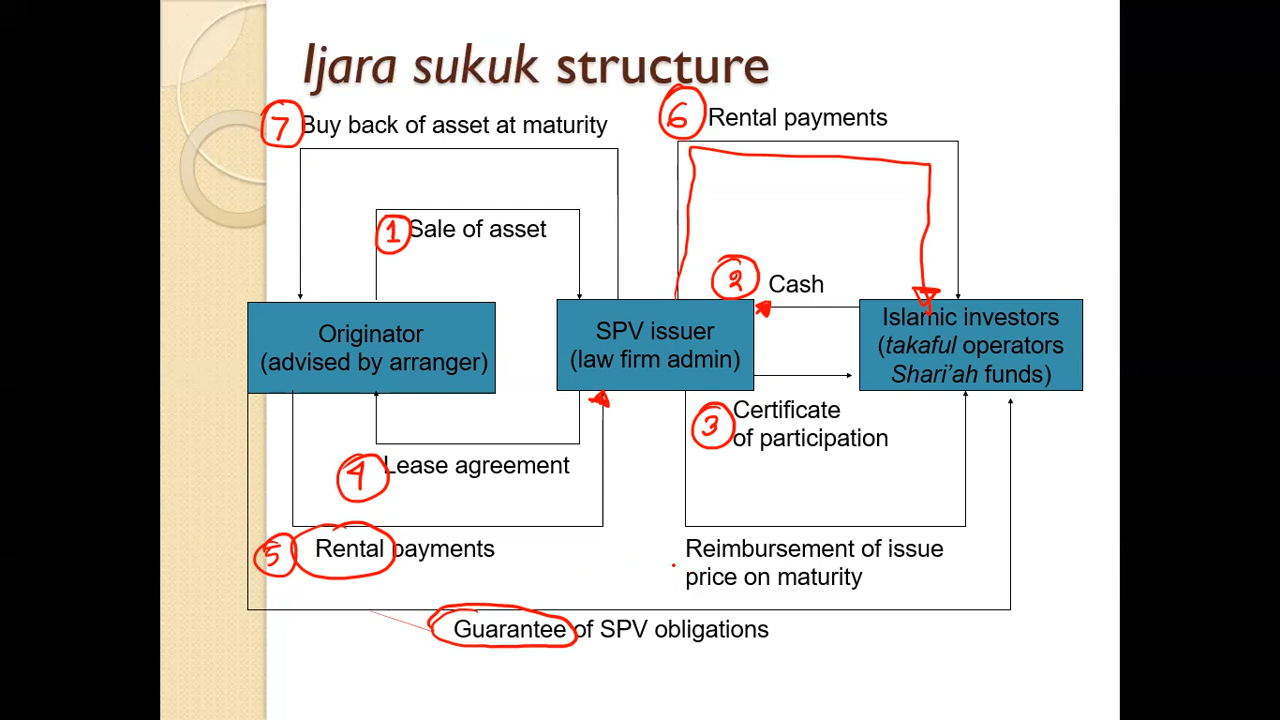 Ijara sukuk structure
7 Buy back of asset at maturity
6 Rental payments
1 Sale of asset
2 Cash
Originator
(advised by arranger)
SPV issuer
(law firm admin)
Islamic investors
(takaful operators
Shari'ah funds)
3 Certificate
of participation
4 Lease agreement
5 Rental payments
Reimbursement of issue
price on maturity
Guarantee of SPV obligations